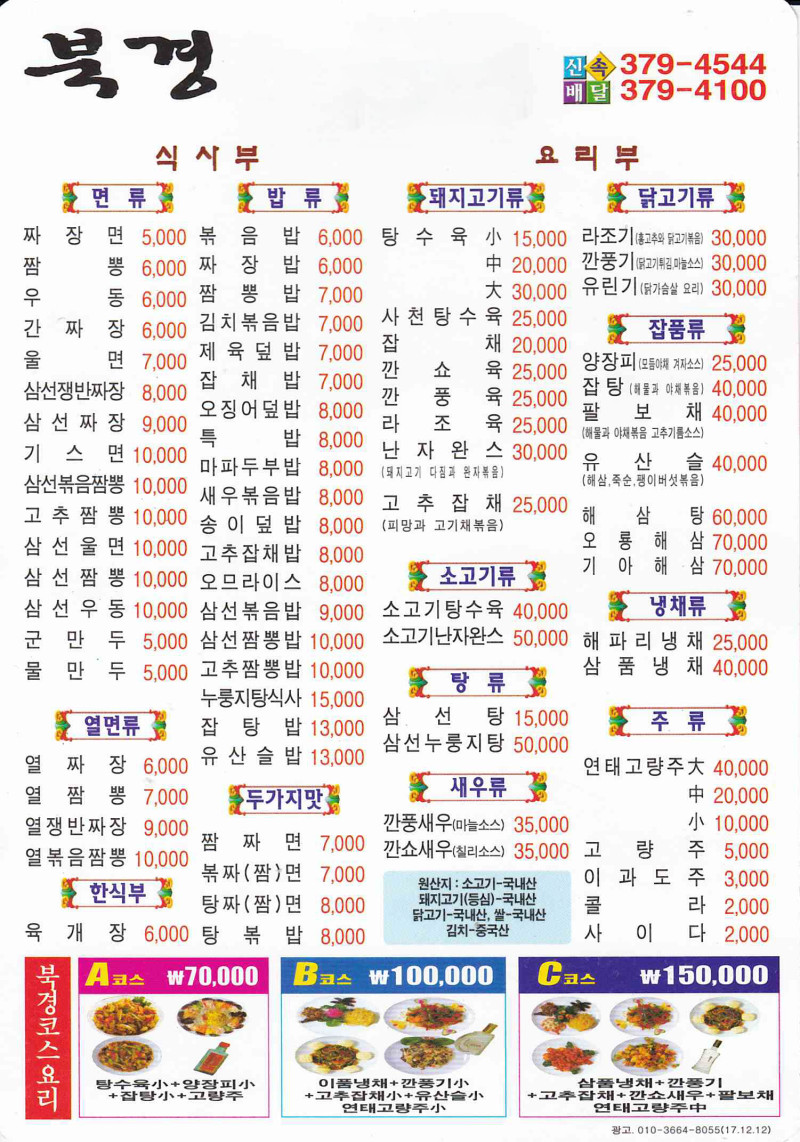 북경
신속 379-4544
배달 379-4100
식사부
면 류
짜장면 5,000
짬뽕 6,000
우동 6,000
간짜장 6,000
울면 7,000
삼선쟁반짜장 8,000
삼선짜장 9,000
기스면 10,000
삼선볶음짬뽕 10,000
고추짬뽕 10,000
삼선울면 10,000
삼선짬뽕 10,000
삼선우동 10,000
군만두 5,000
물만두 5,000
열면류
열짜장 6,000
열짬뽕 7,000
열쟁반짜장 9,000
열볶음짬뽕 10,000
한식부
육개장 6,000
밥 류
볶음밥 6,000
짜장밥 6,000
짬뽕밥 7,000
김치볶음밥 7,000
제육덮밥 7,000
잡채밥 7,000
오징어덮밥 8,000
특밥 8,000
마파두부밥 8,000
새우볶음밥 8,000
송이덮밥 8,000
고추잡채밥 8,000
오므라이스 8,000
삼선볶음밥 9,000
삼선짬뽕밥 10,000
고추짬뽕밥 10,000
누룽지탕식사 15,000
잡탕밥 13,000
유산슬밥 13,000
두가지맛
짬짜면 7,000
볶짜(짬)면 7,000
탕짜(짬)면 8,000
탕볶밥 8,000
요리부
돼지고기류
탕수육 小 15,000
中 20,000
大 30,000
사천탕수육 25,000
잡채 20,000
깐쇼육 25,000
깐풍육 25,000
라조육 25,000
난자완스 30,000
(돼지고기 다짐과 완자볶음)
고추잡채 25,000
(피망과 고기채볶음)
소고기류
소고기탕수육 40,000
소고기난자완스 50,000
탕 류
삼선탕 15,000
삼선누룽지탕 50,000
새우류
깐풍새우(마늘소스) 35,000
깐쇼새우(칠리소스) 35,000
원산지 : 소고기-국내산
돼지고기(등심)-국내산
닭고기-국내산, 쌀-국내산
김치-중국산
닭고기류
라조기(홍고추와 닭고기볶음) 30,000
깐풍기(닭고기튀김,마늘소스) 30,000
유린기(닭가슴살 요리) 30,000
잡품류
양장피(모듬야채 겨자소스) 25,000
잡탕(해물과 야채볶음) 40,000
팔보채 40,000
(해물과 야채볶음 고추기름소스)
유산슬 40,000
(해삼,죽순,팽이버섯볶음)
해삼탕 60,000
오룡해삼 70,000
기아해삼 70,000
냉채류
해파리냉채 25,000
삼품냉채 40,000
주 류
연태고량주大 40,000
中 20,000
小 10,000
고량주 5,000
이과도주 3,000
콜라 2,000
사이다 2,000
북경코스요리
A코스 ₩70,000
탕수육小+양장피小
+잡탕小+고량주
B코스 ₩100,000
이품냉채+깐풍기小
+고추잡채小+유산슬小
연태고량주小
C코스 ₩150,000
삼품냉채+깐풍기
+고추잡채+깐쇼새우+팔보채
연태고량주中
광고. 010-3664-8055(17.12.12)